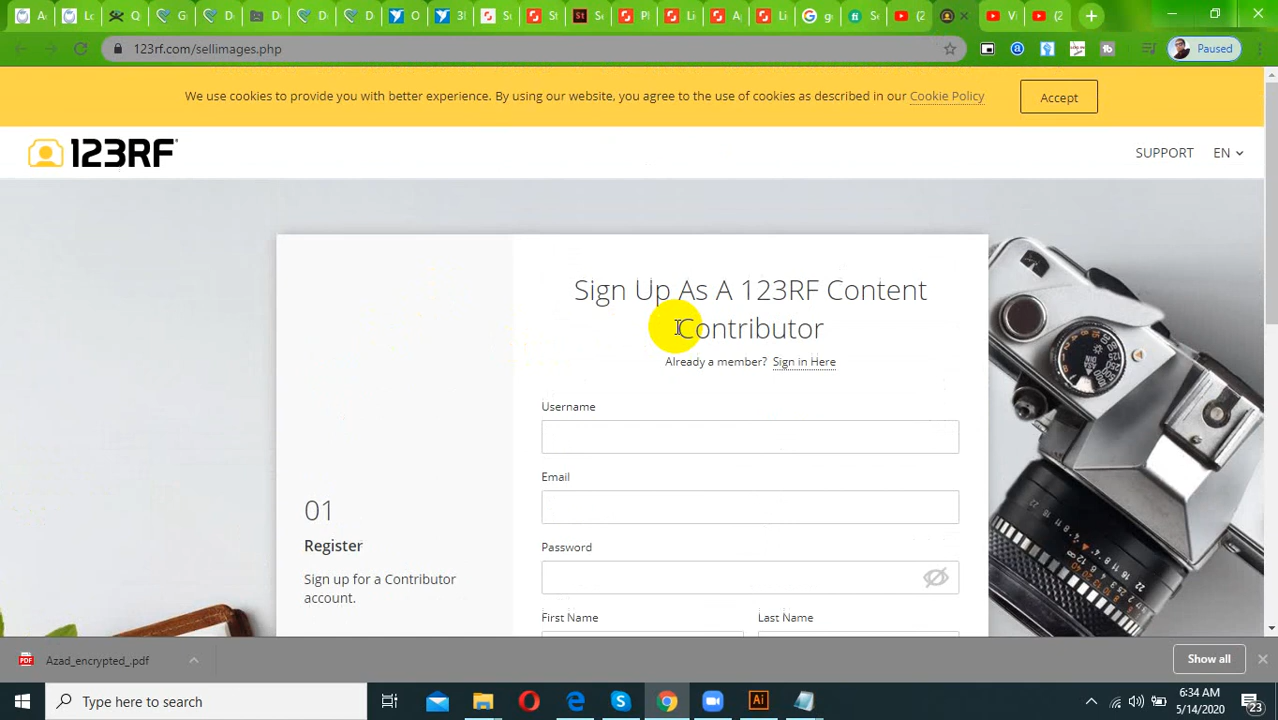 123rf.com/sellimages.php
Paused
We use cookies to provide you with better experience. By using our website, you agree to the use of cookies as described in our Cookie Policy
Accept
123RF
SUPPORT
EN
Sign Up As A 123RF Content
Contributor
Already a member? Sign in Here
Username
Email
01
Register
Sign up for a Contributor
account.
Password
First Name
Last Name
Azad_encrypted_.pdf
Show all
Type here to search
6:34 AM
5/14/2020
23